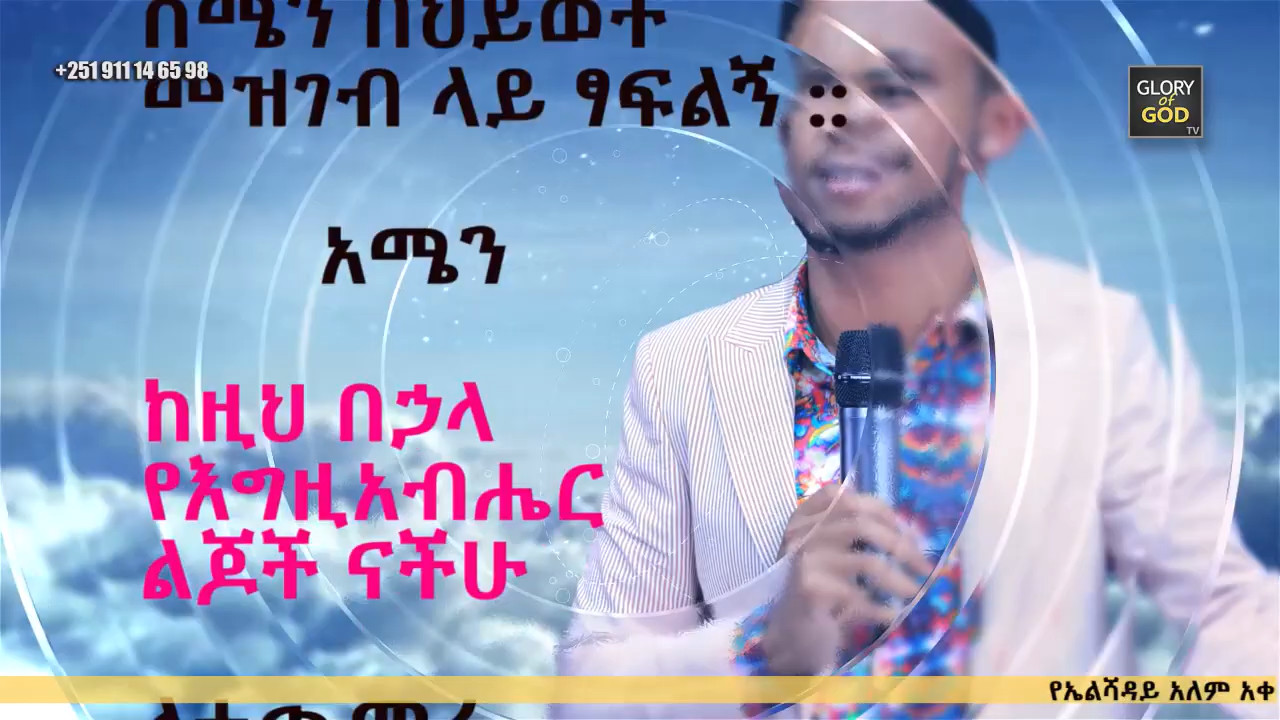 በህይወት
+251 911 14 65 98
መዝገብ ላይ ፃፍልኝ ።
GLORY
of
GOD
TV
አሜን
ከዚህ በኃላ
የእግዚአብሔር
ልጆች ናችሁ
የኤልሻዳይ አለም አቀ